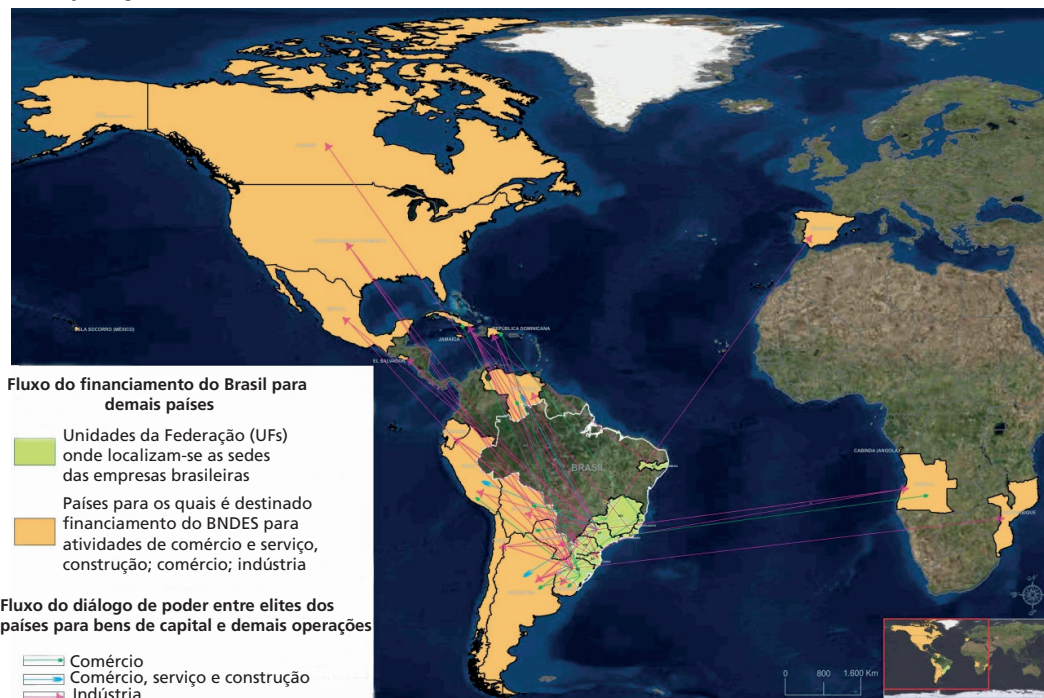 ISLA SOCORRO (MÉXICO)
JAMAICA
REPÚBLICA DOMINICANA
EL SALVADOR
BRASIL
CABINDA (ANGOLA)
Fluxo do financiamento do Brasil para
demais países
Unidades da Federação (UFs)
onde localizam-se as sedes
das empresas brasileiras
Países para os quais é destinado
financiamento do BNDES para
atividades de comércio e serviço,
construção; comércio; indústria
Fluxo do diálogo de poder entre elites dos
países para bens de capital e demais operações
Comércio
Comércio, serviço e construção
Indústria
0 800 1.600 Km